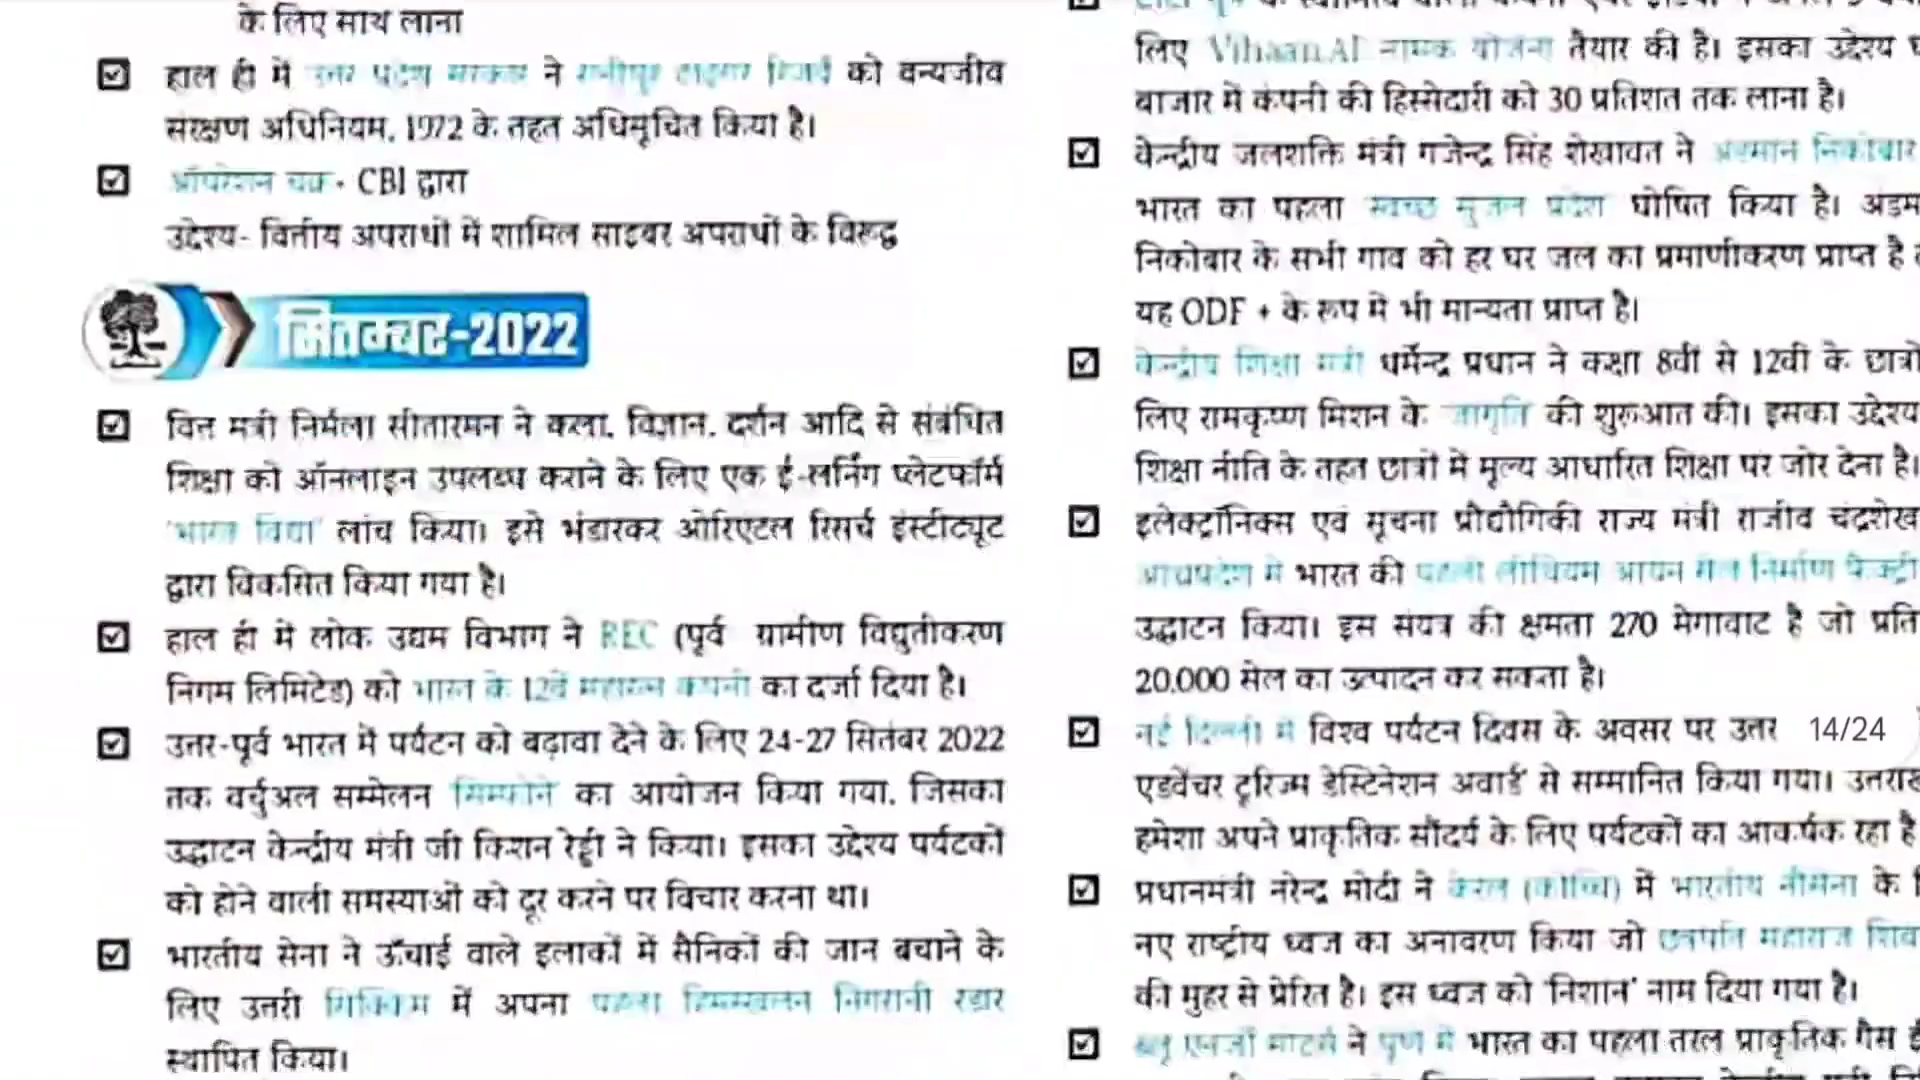 के लिए साथ लाना
हाल ही में उत्तर प्रदेश सरकार ने रानीपुर टाइगर रिजर्व को वन्यजीव
संरक्षण अधिनियम, 1972 के तहत अधिसूचित किया है।
ऑपरेशन चक्र - CBI द्वारा
उद्देश्य- वित्तीय अपराधों में शामिल साइबर अपराधों के विरूद्ध
सितम्बर-2022
वित्त मंत्री निर्मला सीतारमन ने कला, विज्ञान, दर्शन आदि से संबंधित
शिक्षा को ऑनलाइन उपलब्ध कराने के लिए एक ई-लर्निंग प्लेटफॉर्म
'भारत विद्या' लांच किया। इसे भंडारकर ओरिएंटल रिसर्च इंस्टीट्यूट
द्वारा विकसित किया गया है।
हाल ही में लोक उद्यम विभाग ने REC (पूर्व ग्रामीण विद्युतीकरण
निगम लिमिटेड) को भारत के 12वें महारत्न कंपनी का दर्जा दिया है।
उत्तर-पूर्व भारत में पर्यटन को बढ़ावा देने के लिए 24-27 सितंबर 2022
तक वर्चुअल सम्मेलन सिम्फोने का आयोजन किया गया, जिसका
उद्घाटन केन्द्रीय मंत्री जी किशन रेड्डी ने किया। इसका उद्देश्य पर्यटकों
को होने वाली समस्याओं को दूर करने पर विचार करना था।
भारतीय सेना ने ऊँचाई वाले इलाकों में सैनिकों की जान बचाने के
लिए उत्तरी सिक्किम में अपना पहला हिमस्खलन निगरानी रडार
स्थापित किया।
लिए Vihaan.AI नामक योजना तैयार की है। इसका उद्देश्य
बाजार में कंपनी की हिस्सेदारी को 30 प्रतिशत तक लाना है।
केन्द्रीय जलशक्ति मंत्री गजेन्द्र सिंह शेखावत ने अंडमान निकोबार
भारत का पहला स्वच्छ सुजल प्रदेश घोषित किया है। अंडम
निकोबार के सभी गांव को हर घर जल का प्रमाणीकरण प्राप्त है
यह ODF + के रूप में भी मान्यता प्राप्त है।
केन्द्रीय शिक्षा मंत्री धर्मेन्द्र प्रधान ने कक्षा 8वीं से 12वीं के छात्रों
लिए रामकृष्ण मिशन के जागृति की शुरूआत की। इसका उद्देश्य
शिक्षा नीति के तहत छात्रों में मूल्य आधारित शिक्षा पर जोर देना है।
इलेक्ट्रॉनिक्स एवं सूचना प्रौद्यौगिकी राज्य मंत्री राजीव चंद्रशेख
आंध्रप्रदेश में भारत की पहली लीथियम आयन सेल निर्माण फैक्ट्री
उद्घाटन किया। इस संयंत्र की क्षमता 270 मेगावाट है जो प्रति
20,000 सेल का उत्पादन कर सकता है।
नई दिल्ली में विश्व पर्यटन दिवस के अवसर पर उत्तर 14/24
एडवेंचर टूरिज्म डेस्टिनेशन अवार्ड' से सम्मानित किया गया। उत्तराख
हमेशा अपने प्राकृतिक सौंदर्य के लिए पर्यटकों का आकर्षक रहा है
प्रधानमंत्री नरेन्द्र मोदी ने केरल (कोच्चि) में भारतीय नौसेना के
नए राष्ट्रीय ध्वज का अनावरण किया जो छत्रपति महाराज शिव
की मुहर से प्रेरित है। इस ध्वज को 'निशान' नाम दिया गया है।
ब्लू एनर्जी मोटर्स ने पुणे में भारत का पहला तरल प्राकृतिक गैस